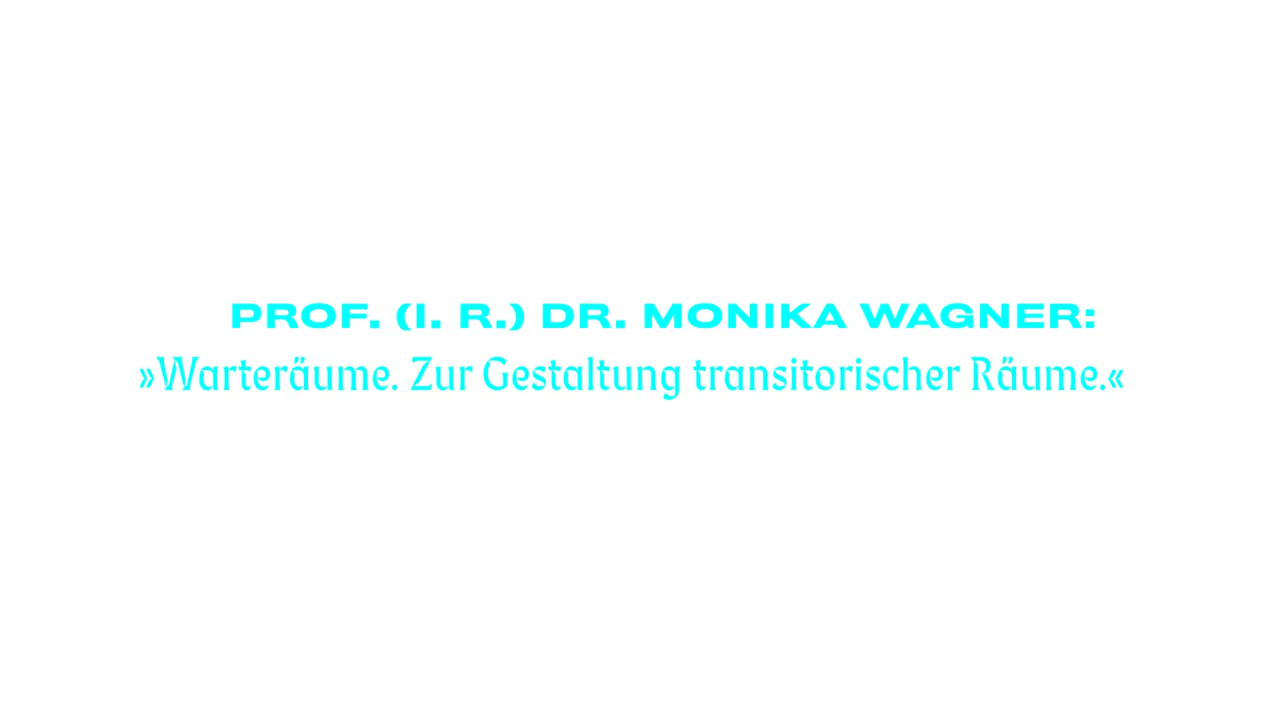 PROF. (I. R.) DR. MONIKA WAGNER:
»Warteräume. Zur Gestaltung transitorischer Räume.«